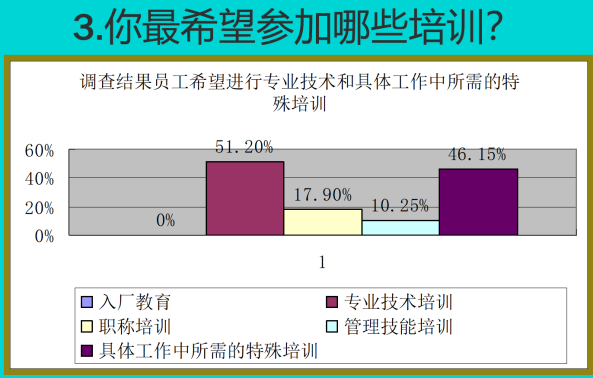 3.你最希望参加哪些培训?
调查结果员工希望进行专业技术和具体工作中所需的特
殊培训
60%
40%
20%
0%
0%
51.20%
17.90%
10.25%
46.15%
1
入厂教育
专业技术培训
职称培训
管理技能培训
具体工作中所需的特殊培训